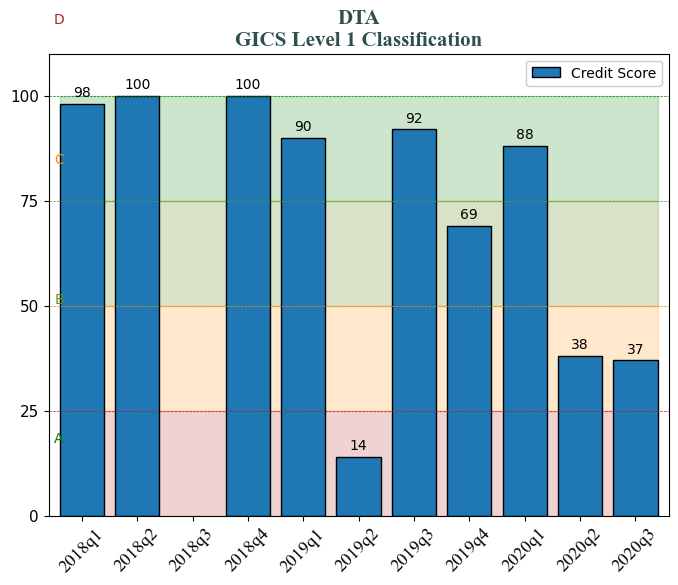 D
DTA
GICS Level 1 Classification
Credit Score
100
75
50
25
0
C
B
A
98
100
100
90
14
92
69
88
38
37
2018q1
2018q2
2018q3
2018q4
2019q1
2019q2
2019q3
2019q4
2020q1
2020q2
2020q3